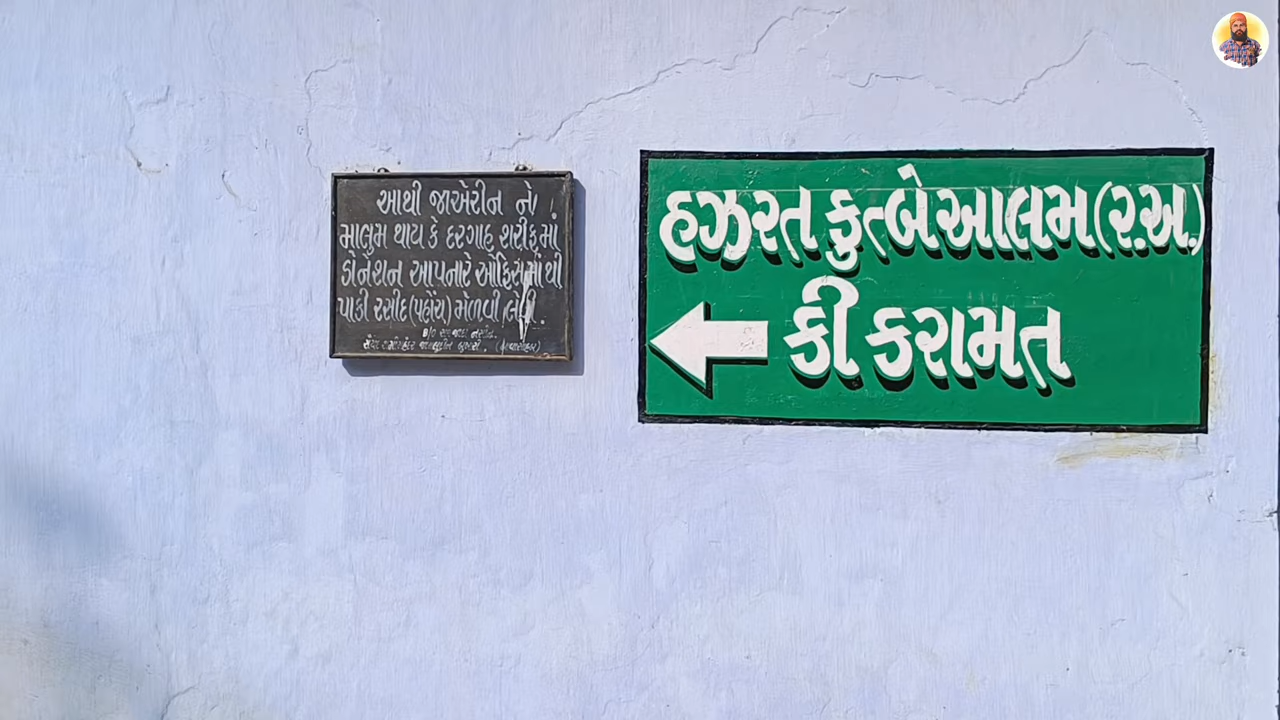 આથી જાએરીન ને
માલુમ થાય કે દરગાહ શરીફમાં
ડોનેશન આપનારે ઓફિસમાંથી
પાકી રસીદ(પહોંચ) મેળવી લેવી.
હઝરત કુત્બેઆલમ(ર.અ.)
કી કરામત